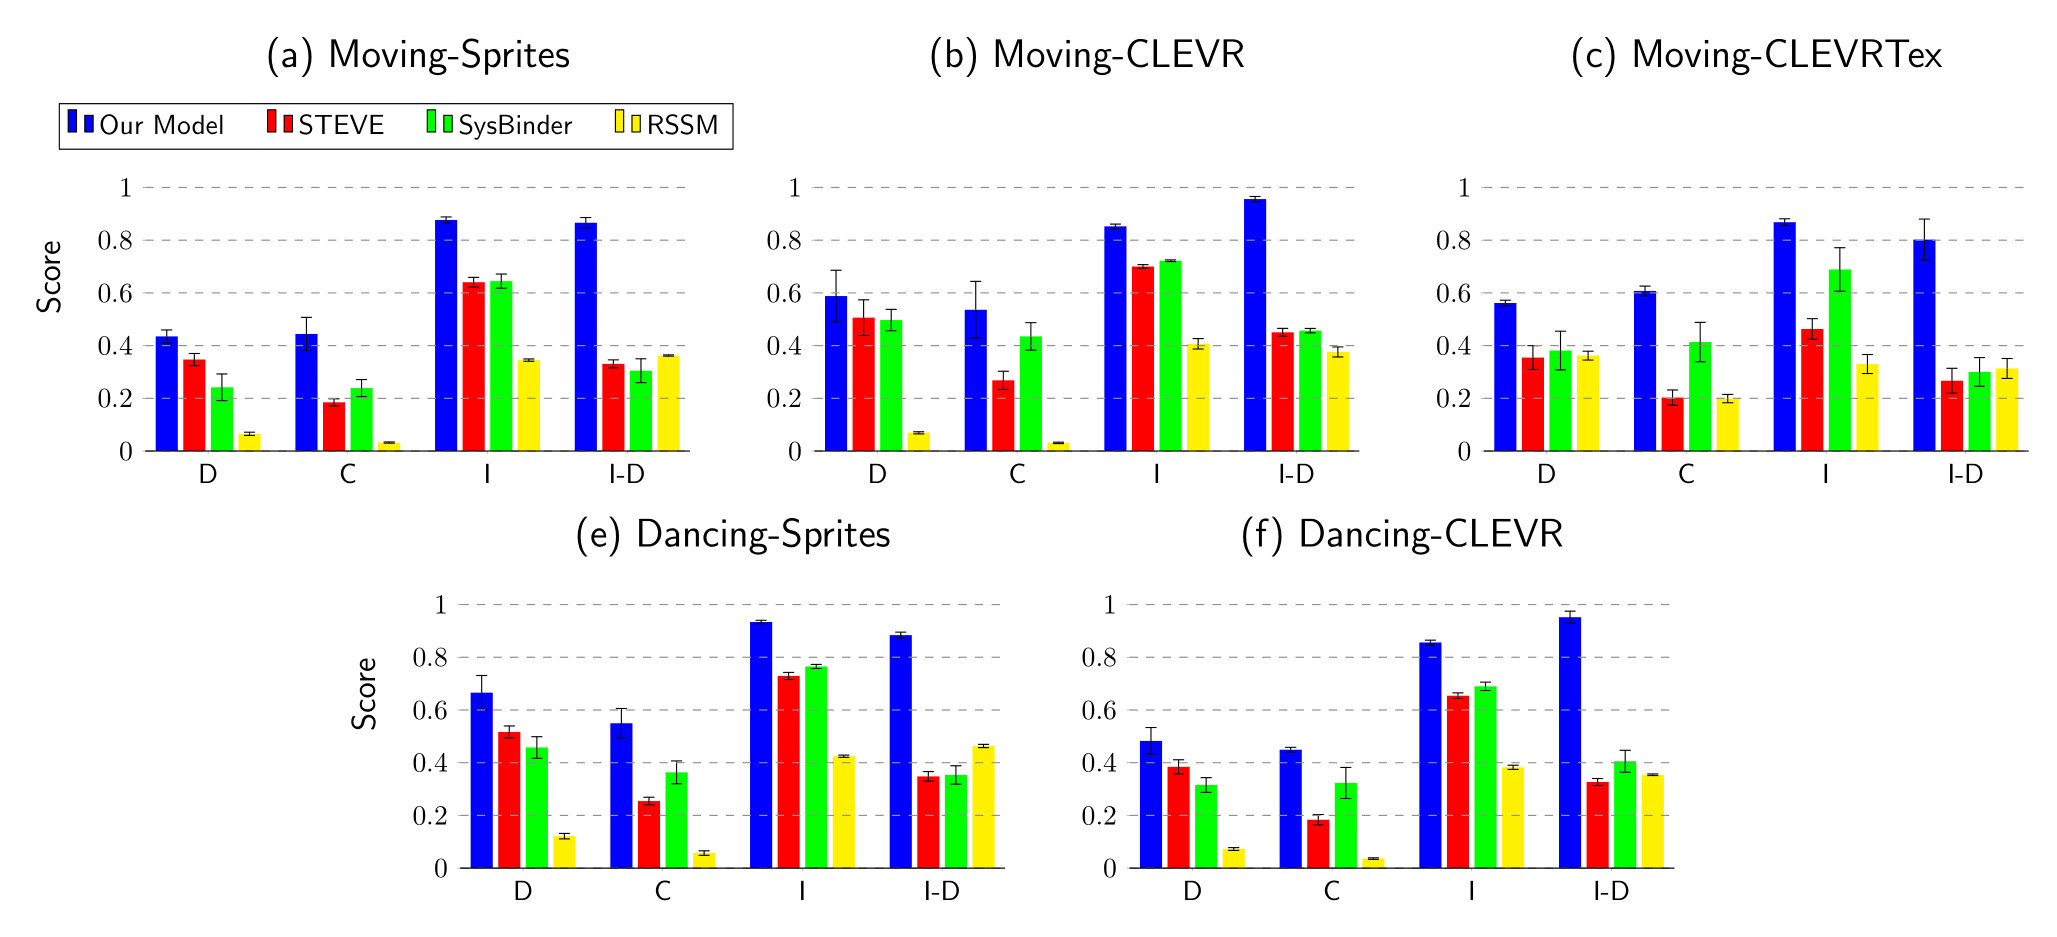 (a) Moving-Sprites
(b) Moving-CLEVR
(c) Moving-CLEVRTex
Our Model STEVE SysBinder RSSM
Score
1
0.8
0.6
0.4
0.2
0
D C I I-D
1
0.8
0.6
0.4
0.2
0
D C I I-D
1
0.8
0.6
0.4
0.2
0
D C I I-D
(e) Dancing-Sprites
(f) Dancing-CLEVR
Score
1
0.8
0.6
0.4
0.2
0
D C I I-D
1
0.8
0.6
0.4
0.2
0
D C I I-D